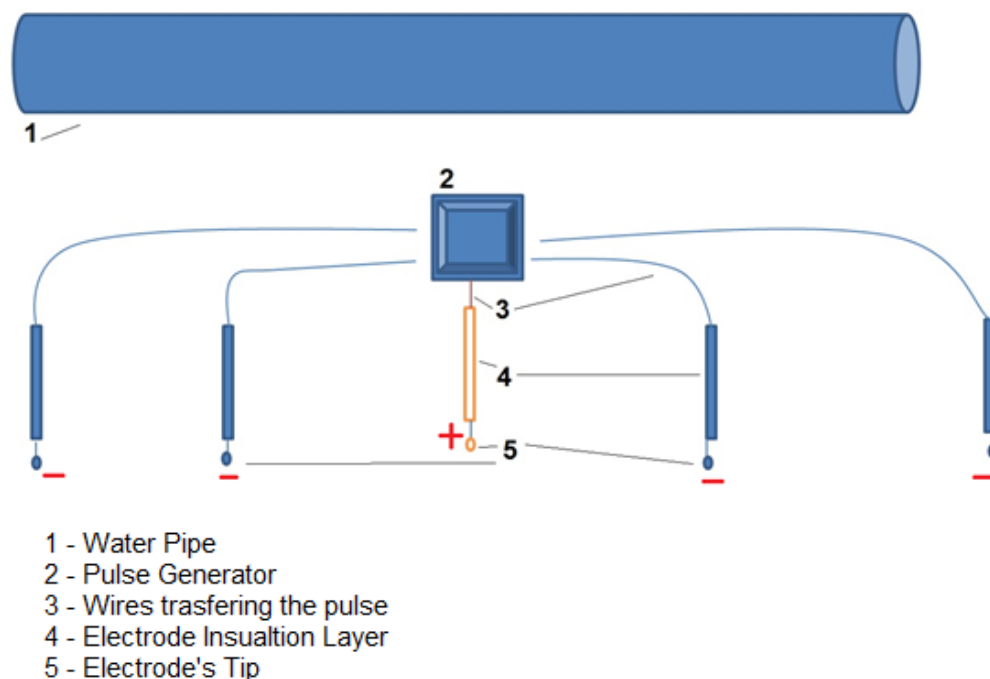 1
2
3
4
+
5
–
–
–
–
1 - Water Pipe
2 - Pulse Generator
3 - Wires trasfering the pulse
4 - Electrode Insualtion Layer
5 - Electrode's Tip